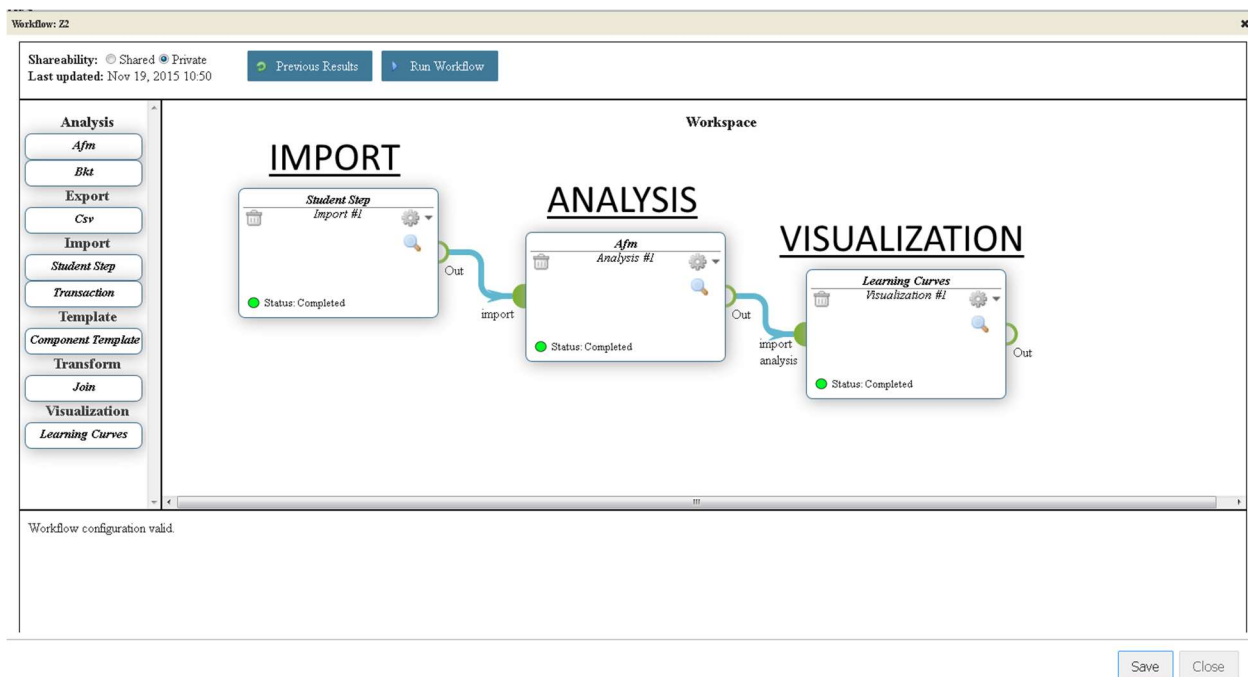 Workflow: Z2
Shareability: Shared Private
Last updated: Nov 19, 2015 10:50
Previous Results
Run Workflow
Analysis
Afm
Bkt
Export
Csv
Import
Student Step
Transaction
Template
Component Template
Transform
Join
Visualization
Learning Curves
Workspace
IMPORT
Student Step
Import #1
Status: Completed
Out
ANALYSIS
import
Afm
Analysis #1
Status: Completed
Out
VISUALIZATION
import
analysis
Learning Curves
Visualization #1
Status: Completed
Out
Workflow configuration valid.
Save Close